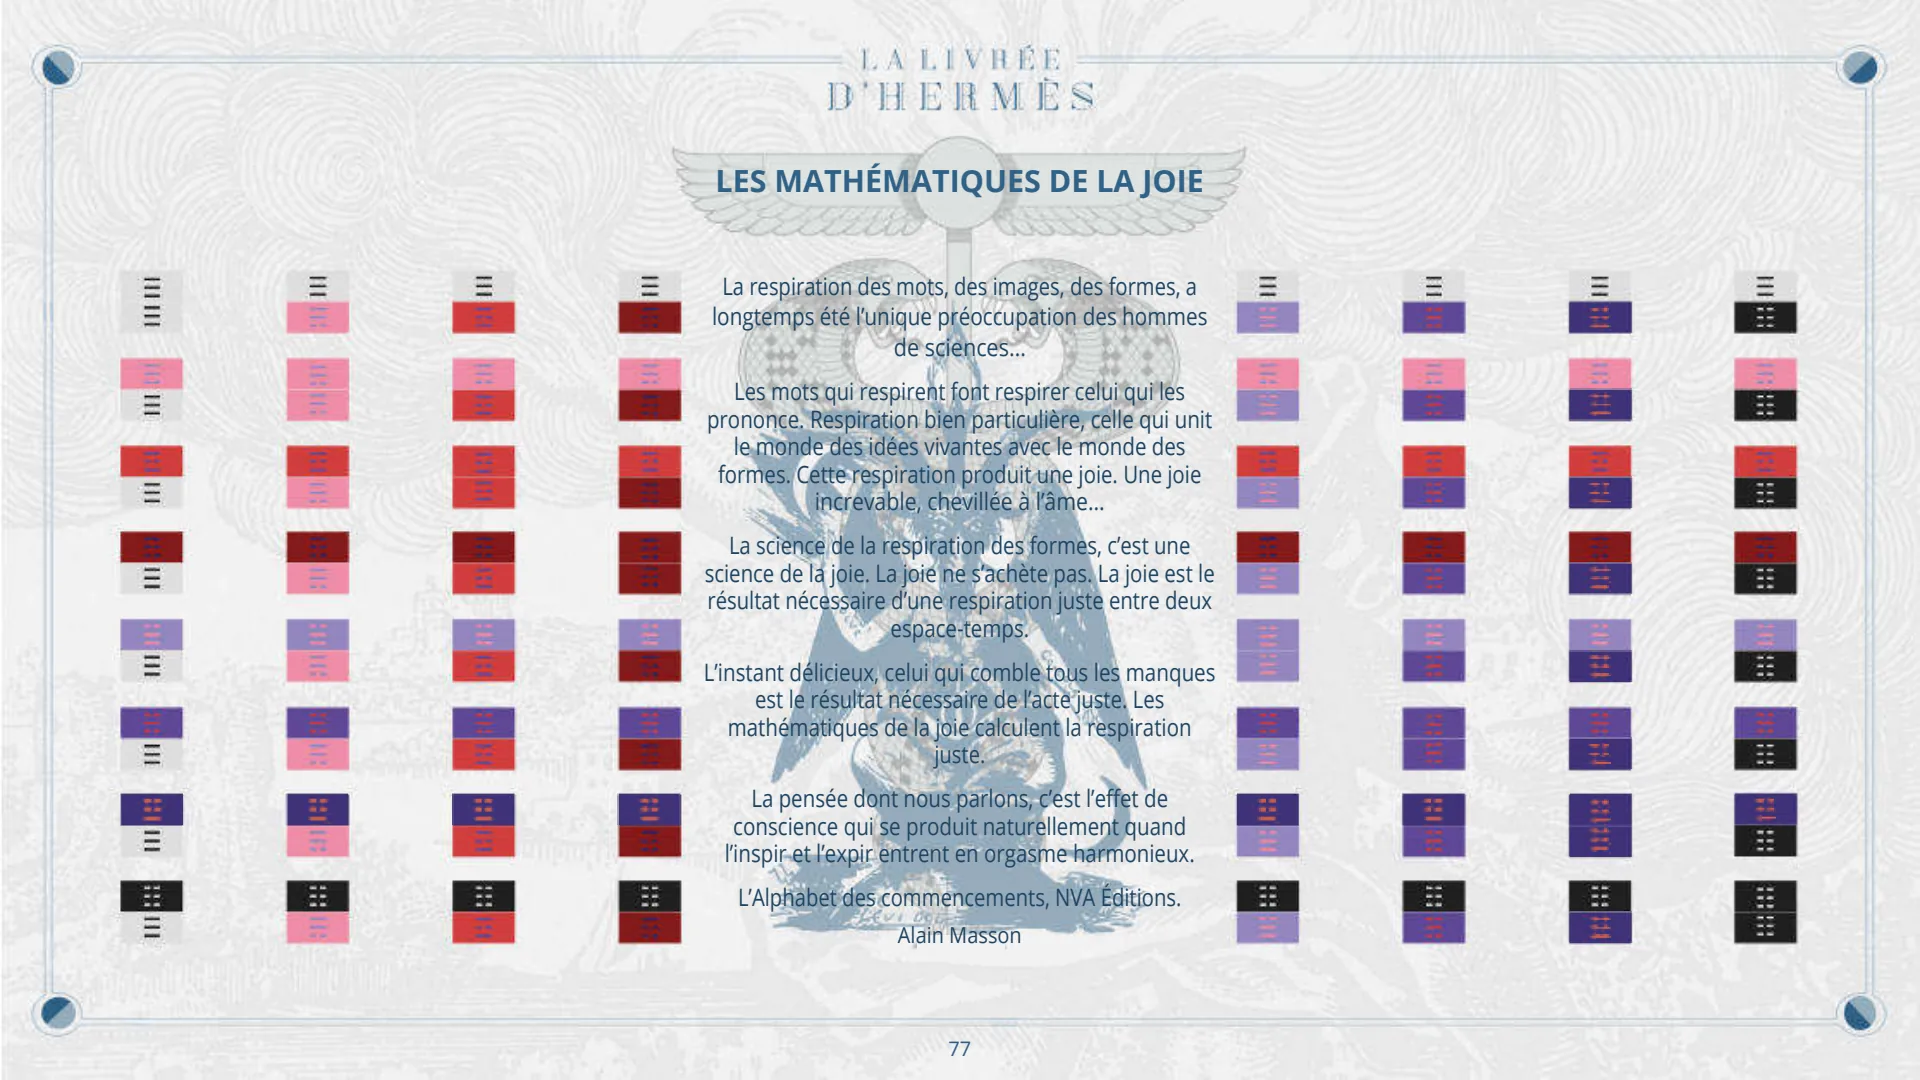 LA LIVRÉE
D'HERMÈS
LES MATHÉMATIQUES DE LA JOIE
La respiration des mots, des images, des formes, a
longtemps été l’unique préoccupation des hommes
de sciences...
Les mots qui respirent font respirer celui qui les
prononce. Respiration bien particulière, celle qui unit
le monde des idées vivantes avec le monde des
formes. Cette respiration produit une joie. Une joie
increvable, chevillée à l’âme...
La science de la respiration des formes, c’est une
science de la joie. La joie ne s’achète pas. La joie est le
résultat nécessaire d’une respiration juste entre deux
espace-temps.
L’instant délicieux, celui qui comble tous les manques
est le résultat nécessaire de l’acte juste. Les
mathématiques de la joie calculent la respiration
juste.
La pensée dont nous parlons, c’est l’effet de
conscience qui se produit naturellement quand
l’inspir et l’expir entrent en orgasme harmonieux.
L’Alphabet des commencements, NVA Éditions.
Alain Masson
77